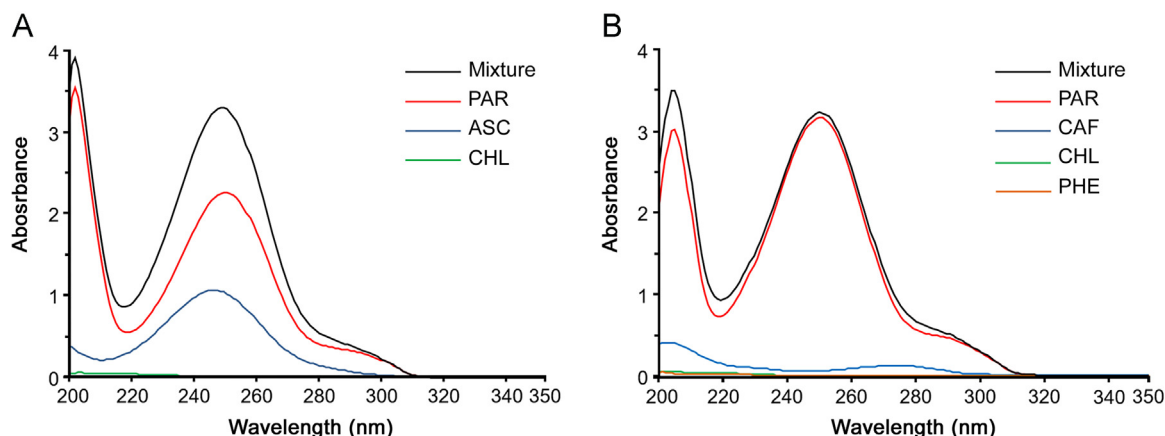 A
4
3
2
1
0
Abosrbance
200
220
240
260
280
300
320
340
350
Wavelength (nm)
Mixture
PAR
ASC
CHL
B
4
3
2
1
0
Abosrbance
200
220
240
260
280
300
320
340
350
Wavelength (nm)
Mixture
PAR
CAF
CHL
PHE